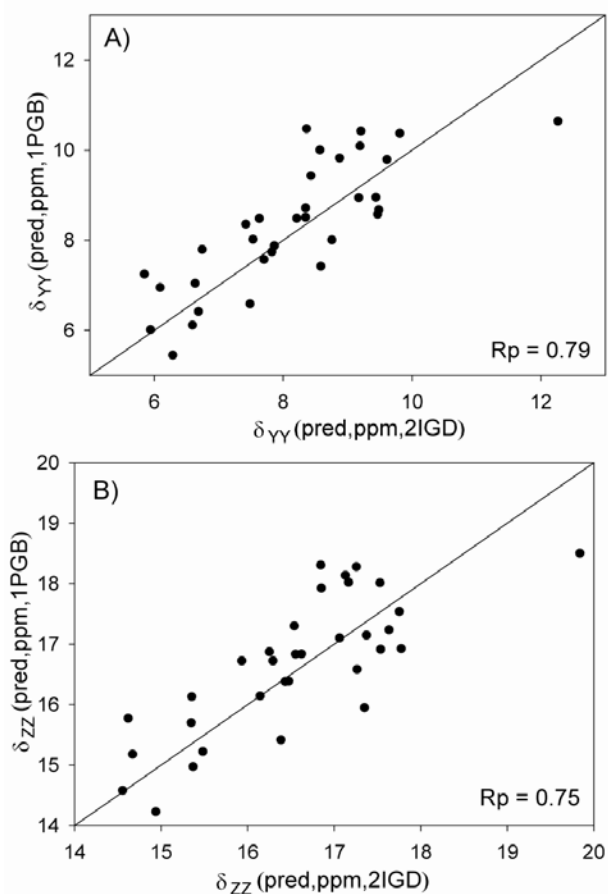 A)
12
10
8
6
δYY(pred,ppm,1PGB)
Rp = 0.79
6 8 10 12
δYY(pred,ppm,2IGD)
B)
20
19
18
17
16
15
14
δZZ(pred,ppm,1PGB)
Rp = 0.75
14 15 16 17 18 19 20
δZZ(pred,ppm,2IGD)